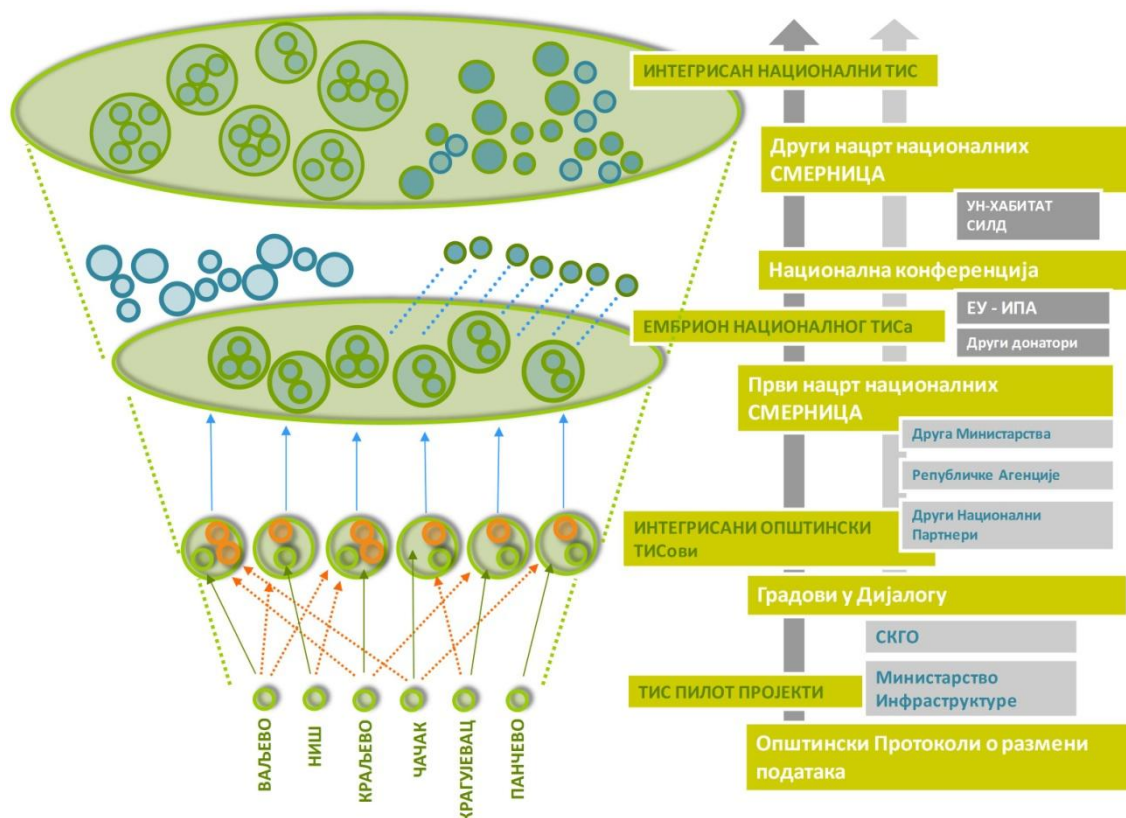 ИНТЕГРИСАН НАЦИОНАЛНИ ТИС
Други нацрт националних
СМЕРНИЦА
УН-ХАБИТАТ
СИЛД
Национална конференција
ЕУ - ИПА
ЕМБРИОН НАЦИОНАЛНОГ ТИСа
Други донатори
Први нацрт националних
СМЕРНИЦА
Друга Министарства
Републичке Агенције
Други Национални
Партнери
ИНТЕГРИСАНИ ОПШТИНСКИ
ТИСови
Градови у Дијалогу
СКГО
Министарство
Инфраструктуре
ТИС ПИЛОТ ПРОЈЕКТИ
Општински Протоколи о размени
података
ВАЉЕВО
НИШ
КРАЉЕВО
ЧАЧАК
КРАГУЈЕВАЦ
ПАНЧЕВО